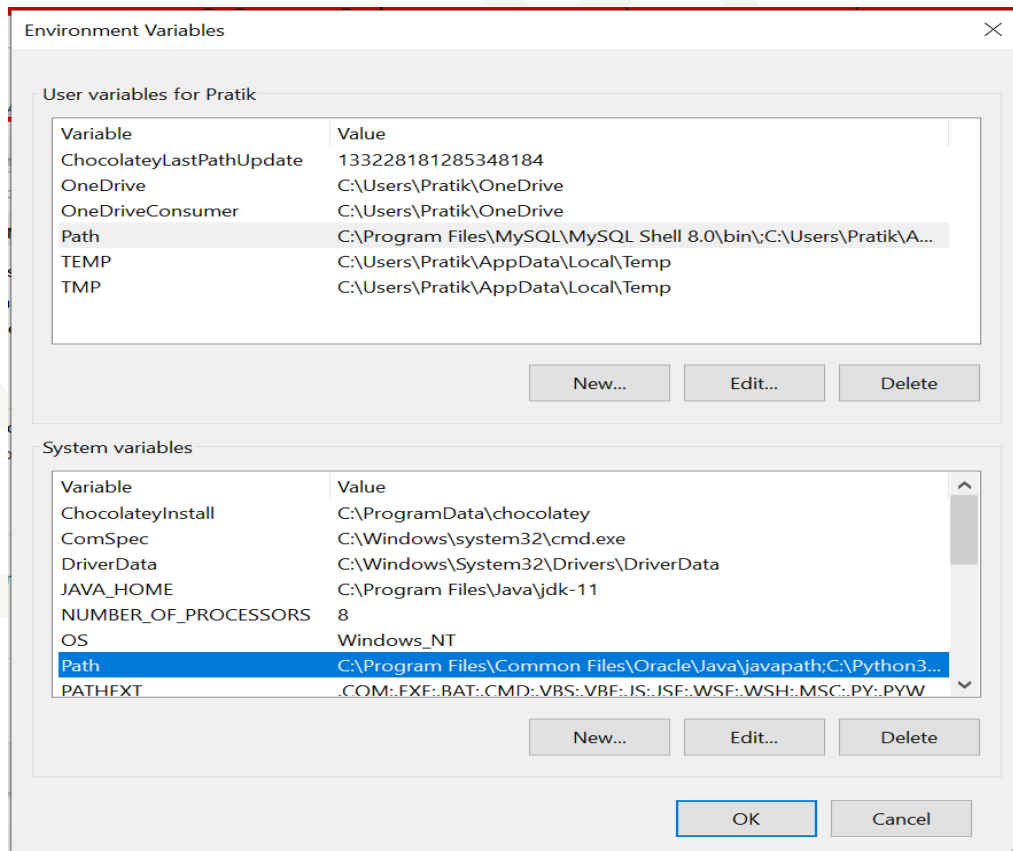 Environment Variables
User variables for Pratik
Variable Value
ChocolateyLastPathUpdate 133228181285348184
OneDrive C:\Users\Pratik\OneDrive
OneDriveConsumer C:\Users\Pratik\OneDrive
Path C:\Program Files\MySQL\MySQL Shell 8.0\bin\;C:\Users\Pratik\A...
TEMP C:\Users\Pratik\AppData\Local\Temp
TMP C:\Users\Pratik\AppData\Local\Temp
New... Edit... Delete
System variables
Variable Value
ChocolateyInstall C:\ProgramData\chocolatey
ComSpec C:\Windows\system32\cmd.exe
DriverData C:\Windows\System32\Drivers\DriverData
JAVA_HOME C:\Program Files\Java\jdk-11
NUMBER_OF_PROCESSORS 8
OS Windows_NT
Path C:\Program Files\Common Files\Oracle\Java\javapath;C:\Python3...
PATHEXT .COM;.EXE;.BAT;.CMD;.VBS;.VBE;.JS;.JSE;.WSF;.WSH;.MSC;.PY;.PYW
New... Edit... Delete
OK Cancel